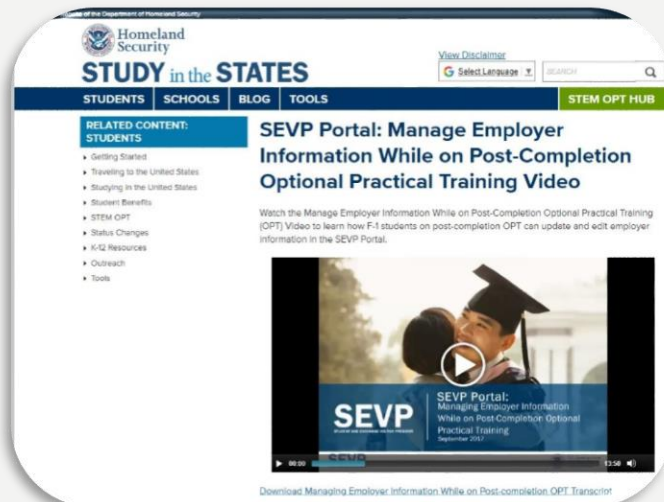 Homeland
Security
STUDY in the STATES
View Disclaimer
Select Language
SEARCH
STUDENTS SCHOOLS BLOG TOOLS STEM OPT HUB
RELATED CONTENT:
STUDENTS
Getting Started
Traveling to the United States
Studying in the United States
Student Benefits
STEM OPT
Status Changes
K-12 Resources
Outreach
Tools
SEVP Portal: Manage Employer
Information While on Post-Completion
Optional Practical Training Video
Watch the Manage Employer Information While on Post-Completion Optional Practical Training
(OPT) Video to learn how F-1 students on post-completion OPT can update and edit employer
information in the SEVP Portal.
SEVP
SEVP Portal:
Managing Employer Information
While on Post-Completion Optional
Practical Training
September 2017
00:00
13:58
Download Managing Employer Information While on Post-completion OPT Transcript